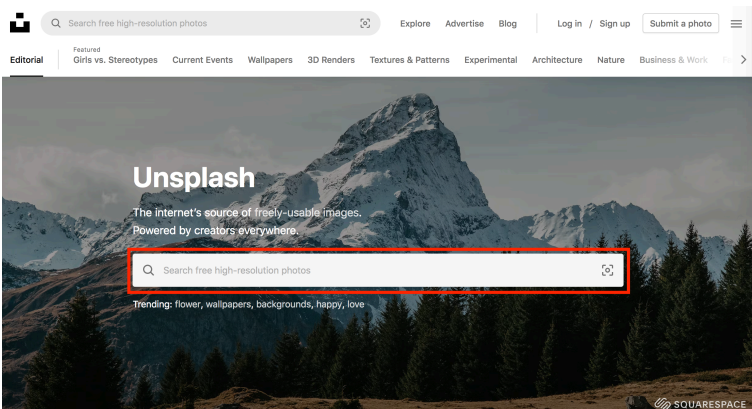 Search free high-resolution photos
Explore Advertise Blog Log in / Sign up Submit a photo
Editorial
Featured
Girls vs. Stereotypes Current Events Wallpapers 3D Renders Textures & Patterns Experimental Architecture Nature Business & Work
Unsplash
The internet's source of freely-usable images.
Powered by creators everywhere.
Search free high-resolution photos
Trending: flower, wallpapers, backgrounds, happy, love
SQUARESPACE